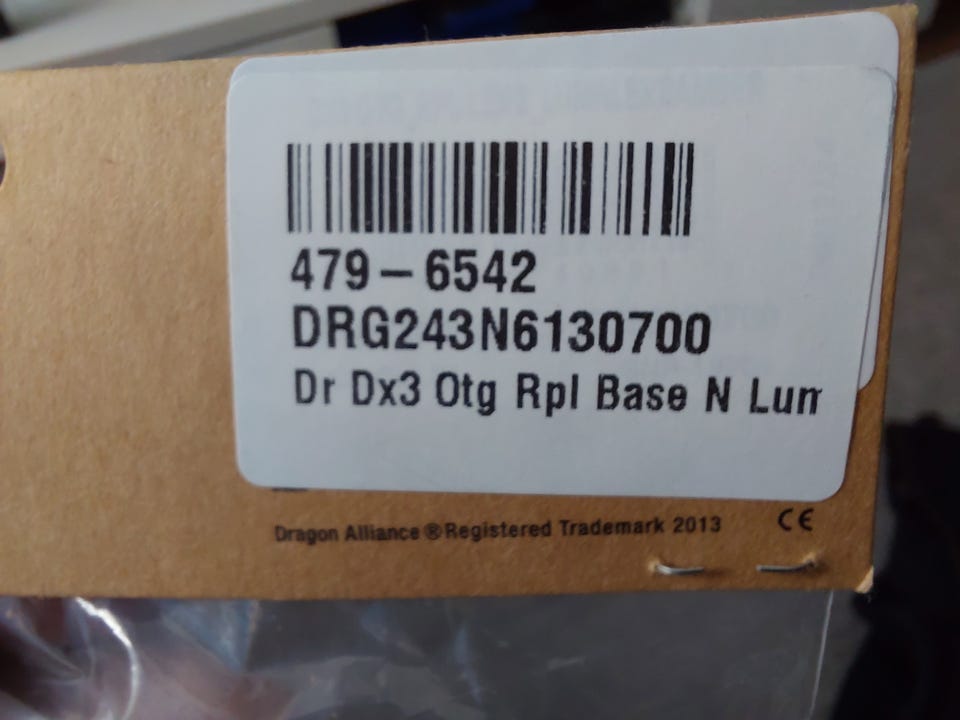 479-6542
DRG243N6130700
Dr Dx3 Otg Rpl Base N Lum
Dragon Alliance ® Registered Trademark 2013 CE